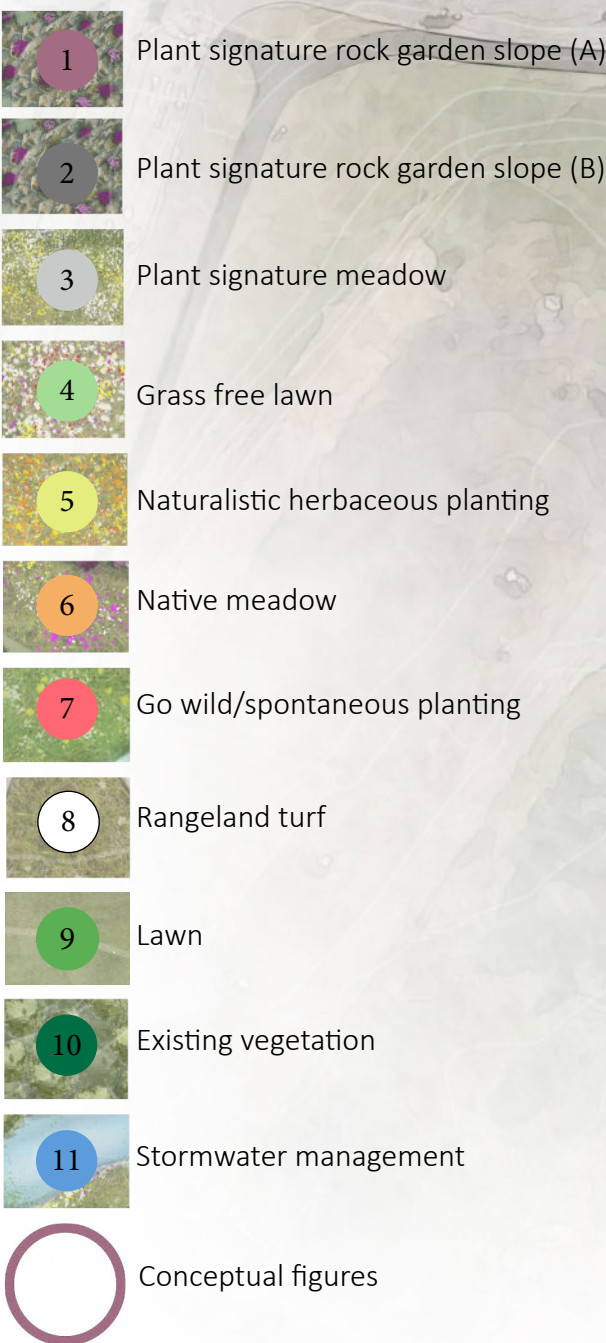 1 Plant signature rock garden slope (A)
2 Plant signature rock garden slope (B)
3 Plant signature meadow
4 Grass free lawn
5 Naturalistic herbaceous planting
6 Native meadow
7 Go wild/spontaneous planting
8 Rangeland turf
9 Lawn
10 Existing vegetation
11 Stormwater management
Conceptual figures